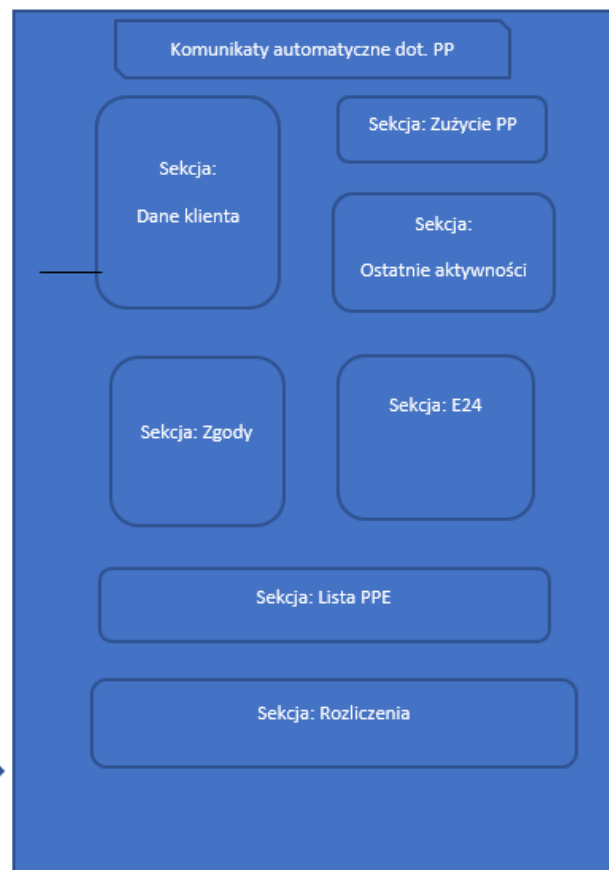 Komunikaty automatyczne dot. PP
Sekcja:
Dane klienta
Sekcja: Zużycie PP
Sekcja:
Ostatnie aktywności
Sekcja: Zgody
Sekcja: E24
Sekcja: Lista PPE
Sekcja: Rozliczenia